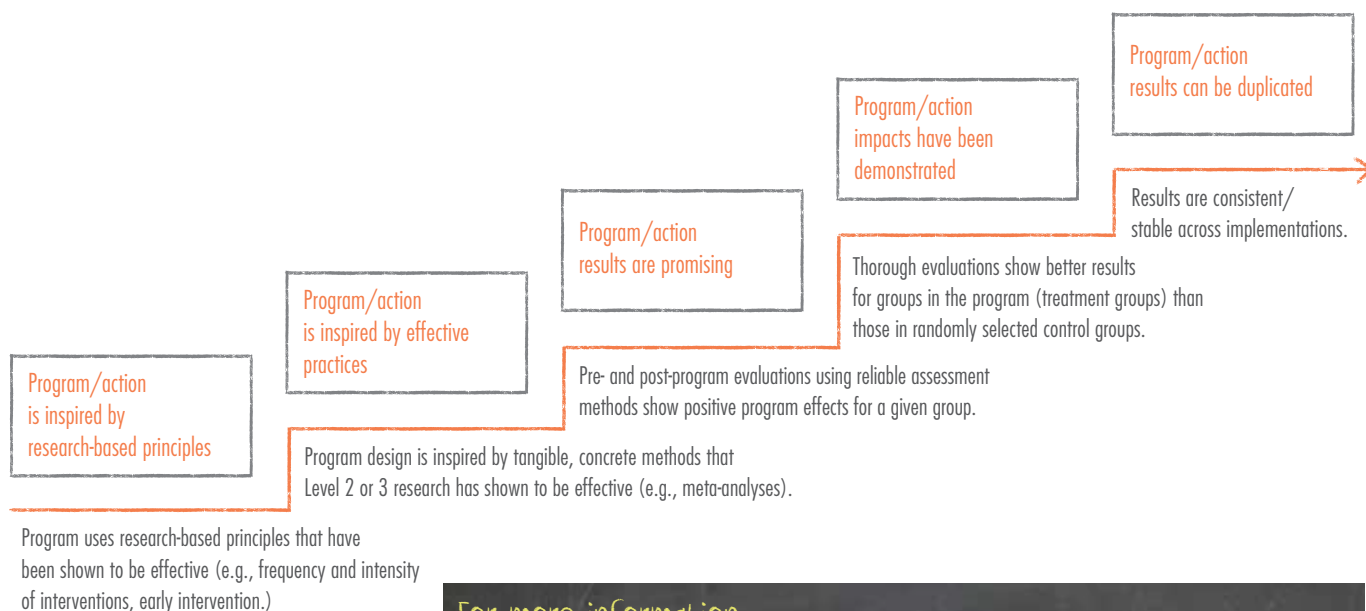 Program/action
is inspired by
research-based principles
Program uses research-based principles that have
been shown to be effective (e.g., frequency and intensity
of interventions, early intervention.)
Program/action
is inspired by effective
practices
Program design is inspired by tangible, concrete methods that
Level 2 or 3 research has shown to be effective (e.g., meta-analyses).
Program/action
results are promising
Pre- and post-program evaluations using reliable assessment
methods show positive program effects for a given group.
Program/action
impacts have been
demonstrated
Thorough evaluations show better results
for groups in the program (treatment groups) than
those in randomly selected control groups.
Program/action
results can be duplicated
Results are consistent/
stable across implementations.
For more information